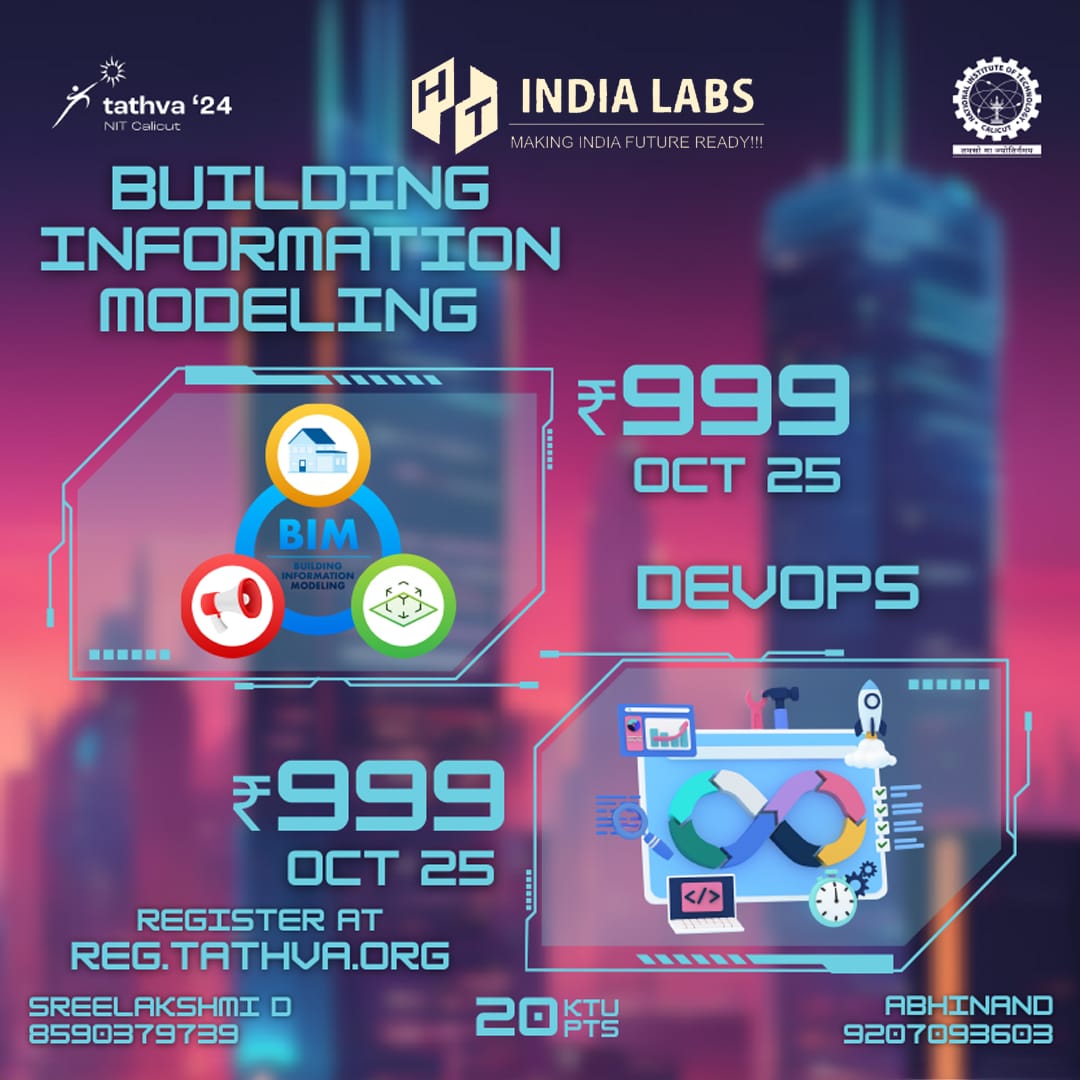 tathva ‘24
NIT Calicut
HT
INDIA LABS
MAKING INDIA FUTURE READY!!!
NATIONAL INSTITUTE OF TECHNOLOGY
CALICUT
तमसो मा ज्योतिर्गमय
BUILDING
INFORMATION
MODELING
₹999
OCT 25
BIM
BUILDING
INFORMATION
MODELING
DEVOPS
</>
₹999
OCT 25
REGISTER AT
REG.TATHVA.ORG
SREELAKSHMI D
8590379739
20 KTU
PTS
ABHINAND
9207093603